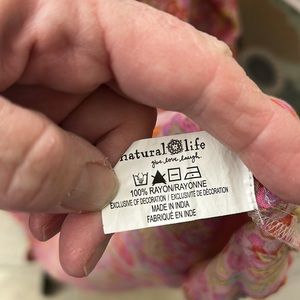 natural life
give. love. laugh.
100% RAYON/RAYONNE
EXCLUSIVE OF DECORATION / EXCLUSIVITÉ DE DÉCORATION
MADE IN INDIA
FABRIQUÉ EN INDE